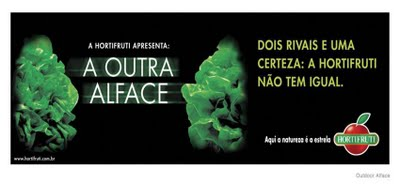 A HORTIFRUTI APRESENTA:
A OUTRA
ALFACE
DOIS RIVAIS E UMA
CERTEZA: A HORTIFRUTI
NÃO TEM IGUAL.
Aqui a natureza é a estrela
HORTIFRUTI
www.hortifruti.com.br
Outdoor Alface